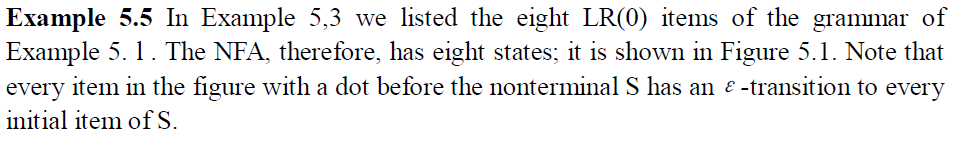 Example 5.5 In Example 5,3 we listed the eight LR(0) items of the grammar of
Example 5. 1 . The NFA, therefore, has eight states; it is shown in Figure 5.1. Note that
every item in the figure with a dot before the nonterminal S has an ε -transition to every
initial item of S.